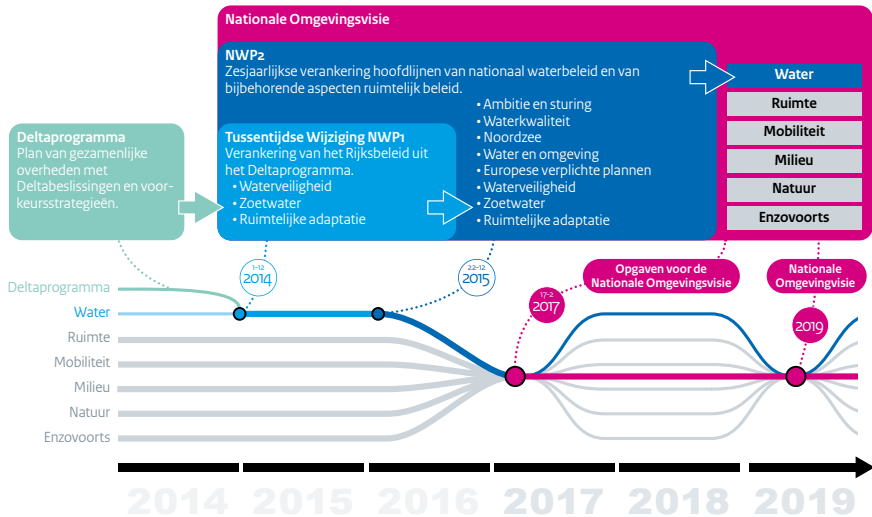 Nationale Omgevingsvisie
NWP2
Zesjaarlijkse verankering hoofdlijnen van nationaal waterbeleid en van
bijbehorende aspecten ruimtelijk beleid.
• Ambitie en sturing
• Waterkwaliteit
• Noordzee
• Water en omgeving
• Europese verplichte plannen
• Waterveiligheid
• Zoetwater
• Ruimtelijke adaptatie
Deltaprogramma
Plan van gezamenlijke
overheden met
Deltabeslissingen en voor-
keursstrategieën.
Tussentijdse Wijziging NWP1
Verankering van het Rijksbeleid uit
het Deltaprogramma.
• Waterveiligheid
• Zoetwater
• Ruimtelijke adaptatie
Water
Ruimte
Mobiliteit
Milieu
Natuur
Enzovoorts
1-12
2014
22-12
2015
17-2
2017
Opgaven voor de
Nationale Omgevingsvisie
Nationale
Omgevingvisie
2019
Deltaprogramma
Water
Ruimte
Mobiliteit
Milieu
Natuur
Enzovoorts
2014 2015 2016 2017 2018 2019